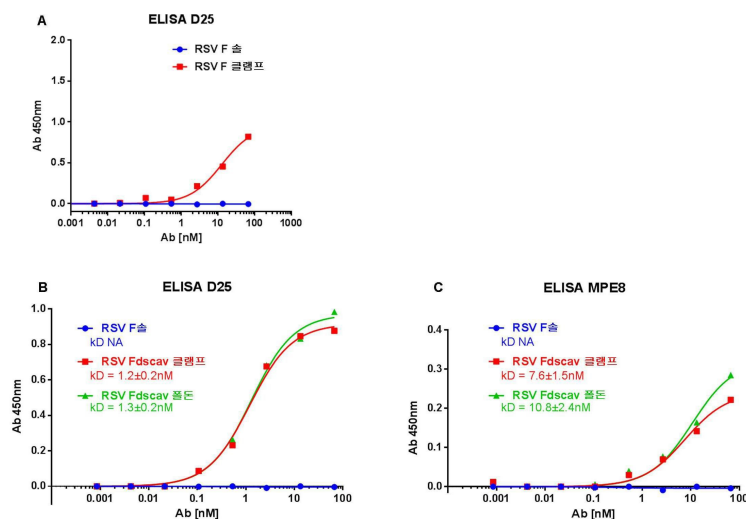 A
ELISA D25
RSV F 솔
RSV F 클램프
2.0
1.5
1.0
0.5
0.0
Ab 450nm
0.001 0.01 0.1 1 10 100 1000
Ab [nM]
B
ELISA D25
RSV F솔
kD NA
RSV Fdscav 클램프
kD = 1.2±0.2nM
RSV Fdscav 폴돈
kD = 1.3±0.2nM
1.0
0.8
0.6
0.4
0.2
0.0
Ab 450nm
0.001 0.01 0.1 1 10 100
Ab [nM]
C
ELISA MPE8
RSV F솔
kD NA
RSV Fdscav 클램프
kD = 7.6±1.5nM
RSV Fdscav 폴돈
kD = 10.8±2.4nM
0.4
0.3
0.2
0.1
0.0
Ab 450nm
0.001 0.01 0.1 1 10 100
Ab [nM]